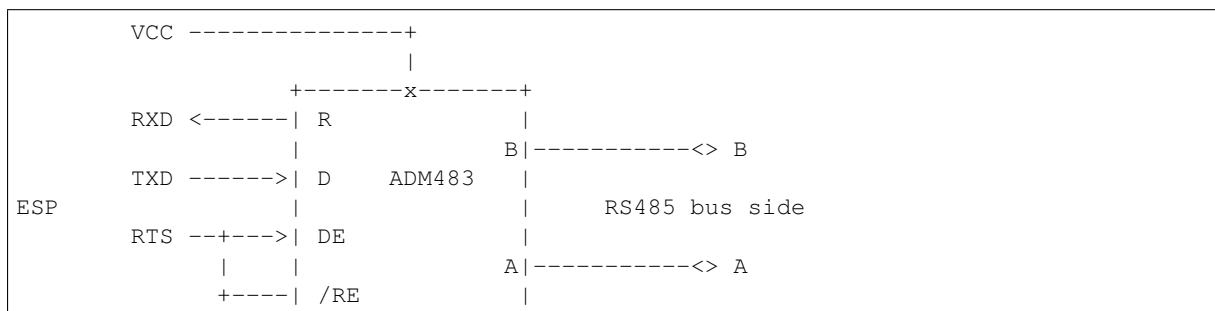 VCC ---------------+
                           |
                   +-------x-------+
        RXD <------| R             |
                   |              B|-----------<> B
        TXD ------>| D    ADM483   |
ESP                |               |     RS485 bus side
        RTS --+--->| DE            |
              |    |              A|-----------<> A
              +----| /RE           |